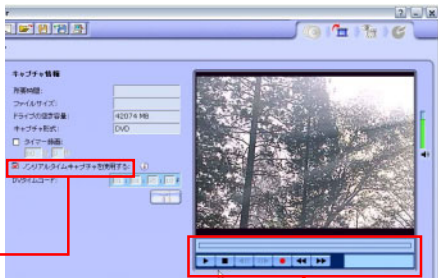 キャプチャ情報
所要時間:
ファイルサイズ:
ドライブの空き容量: 42074 MB
キャプチャ形式: DVD
タイマー録画:
ノンリアルタイムキャプチャを使用する:
DVタイムコード: